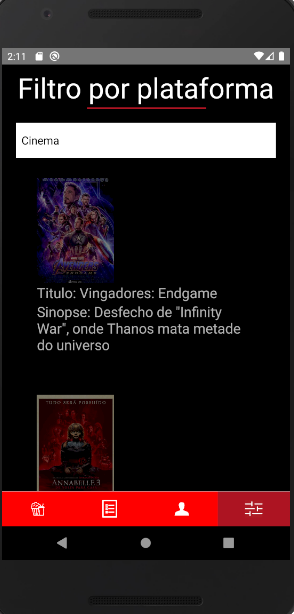 2:11
Filtro por plataforma
Cinema
Titulo: Vingadores: Endgame
Sinopse: Desfecho de "Infinity
War", onde Thanos mata metade
do universo
ANNABELLE 3